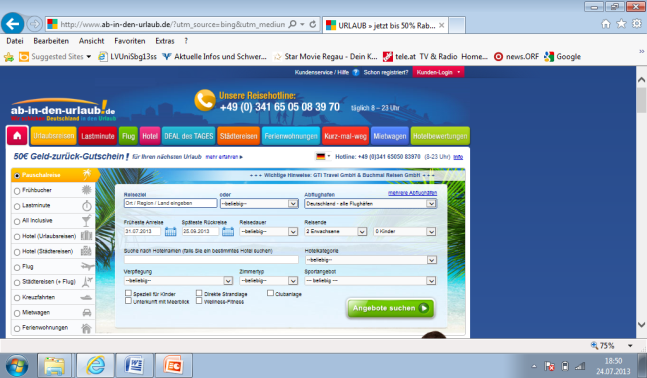 http://www.ab-in-den-urlaub.de/?utm_source=bing&utm_mediun
URLAUB » jetzt bis 50% Rab...
Datei Bearbeiten Ansicht Favoriten Extras ?
Suggested Sites LVUniSbg13ss Aktuelle Infos und Schwer... Star Movie Regau - Dein K... tele.at TV & Radio Home... news.ORF Google
Kundenservice / Hilfe ? Schon registriert? Kunden-Login
Unsere Reisehotline:
+49 (0) 341 65 05 08 39 70 täglich 8 – 23 Uhr
ab-in-den-urlaub.de
Deutschland in den Urlaub
Urlaubsreisen Lastminute Flug Hotel DEAL des TAGES Städtereisen Ferienwohnungen Kurz-mal-weg Mietwagen Hotelbewertungen
50€ Geld-zurück-Gutschein ! für Ihren nächsten Urlaub mehr erfahren
Hotline: +49 (0)341 65050 83970 (8-23 Uhr) Info
Pauschalreise
+++ Wichtige Hinweise: GTI Travel GmbH & Buchmal Reisen GmbH +++
Frühbucher
Lastminute
All Inclusive
Hotel (Urlaubsreisen)
Hotel (Städtereisen)
Flug
Städtereisen (+ Flug)
Kreuzfahrten
Mietwagen
Ferienwohnungen
mehrere Abflughäfen
Reiseziel oder Abflughafen
Ort / Region / Land eingeben --beliebig-- Deutschland - alle Flughäfen
Früheste Anreise Späteste Rückreise Reisedauer Reisende
31.07.2013 25.09.2013 --beliebig-- 2 Erwachsene 0 Kinder
Suche nach Hotelnamen (falls Sie ein bestimmtes Hotel suchen) Hotelkategorie
--beliebig--
Verpflegung Zimmertyp Sportangebot
--beliebig-- --beliebig-- --- beliebig ---
Speziell für Kinder Direkte Strandlage Clubanlage
Unterkunft mit Meerblick Wellness-Fitness
Angebote suchen
75%
18:50
24.07.2013